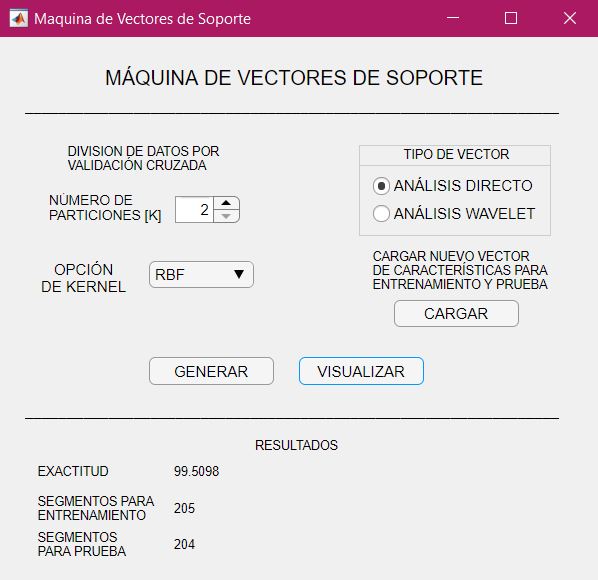 Maquina de Vectores de Soporte
MÁQUINA DE VECTORES DE SOPORTE
DIVISION DE DATOS POR
VALIDACIÓN CRUZADA
NÚMERO DE
PARTICIONES [K]
2
TIPO DE VECTOR
ANÁLISIS DIRECTO
ANÁLISIS WAVELET
OPCIÓN
DE KERNEL
RBF
CARGAR NUEVO VECTOR
DE CARACTERÍSTICAS PARA
ENTRENAMIENTO Y PRUEBA
CARGAR
GENERAR
VISUALIZAR
RESULTADOS
EXACTITUD
99.5098
SEGMENTOS PARA
ENTRENAMIENTO
205
SEGMENTOS
PARA PRUEBA
204